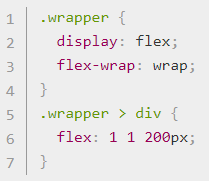 1 .wrapper {
2   display: flex;
3   flex-wrap: wrap;
4 }
5 .wrapper > div {
6   flex: 1 1 200px;
7 }